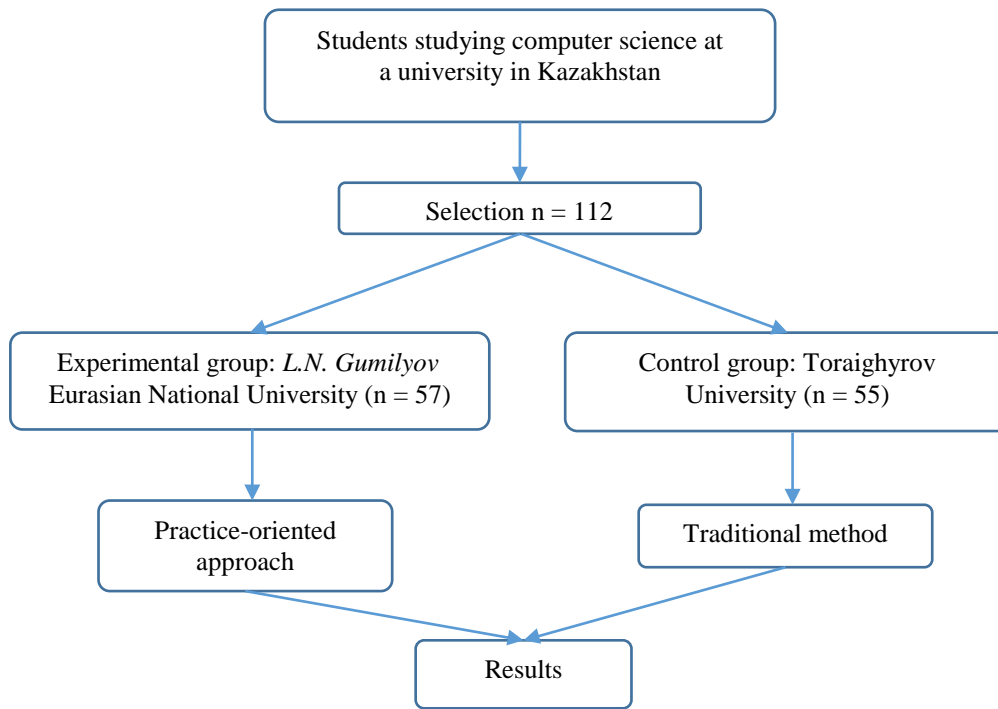 Students studying computer science at
a university in Kazakhstan
Selection n = 112
Experimental group: L.N. Gumilyov
Eurasian National University (n = 57)
Control group: Toraighyrov
University (n = 55)
Practice-oriented
approach
Traditional method
Results